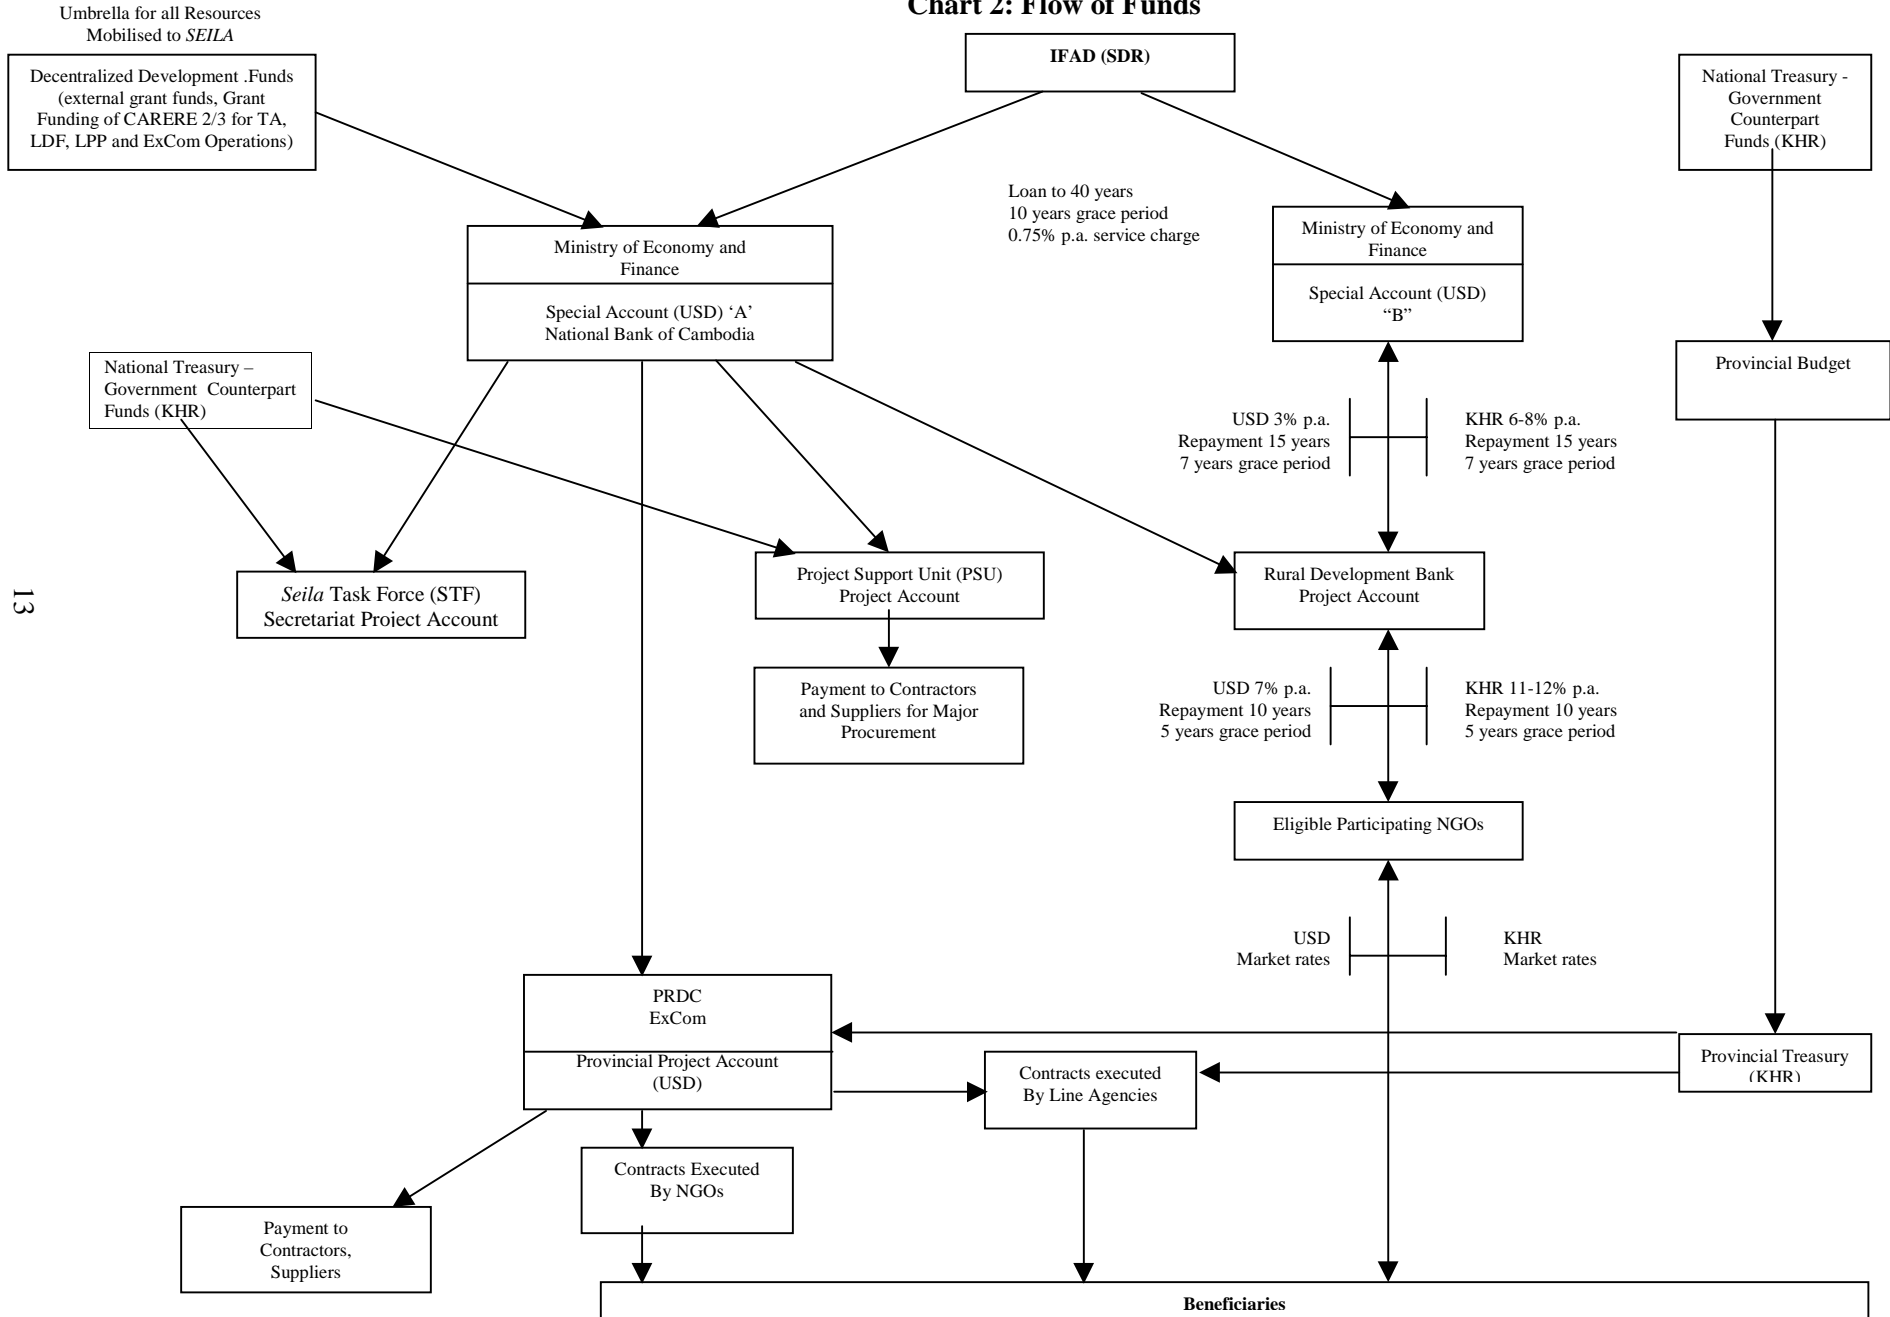 Chart 2: Flow of Funds
Umbrella for all Resources
Mobilised to SEILA
Decentralized Development .Funds
(external grant funds, Grant
Funding of CARERE 2/3 for TA,
LDF, LPP and ExCom Operations)
IFAD (SDR)
National Treasury -
Government
Counterpart
Funds (KHR)
Loan to 40 years
10 years grace period
0.75% p.a. service charge
Ministry of Economy and
Finance
Special Account (USD) ‘A’
National Bank of Cambodia
Ministry of Economy and
Finance
Special Account (USD)
“B”
Provincial Budget
National Treasury –
Government Counterpart
Funds (KHR)
USD 3% p.a.
Repayment 15 years
7 years grace period
KHR 6-8% p.a.
Repayment 15 years
7 years grace period
Seila Task Force (STF)
Secretariat Project Account
Project Support Unit (PSU)
Project Account
Rural Development Bank
Project Account
13
Payment to Contractors
and Suppliers for Major
Procurement
USD 7% p.a.
Repayment 10 years
5 years grace period
KHR 11-12% p.a.
Repayment 10 years
5 years grace period
Eligible Participating NGOs
USD
Market rates
KHR
Market rates
PRDC
ExCom
Provincial Project Account
(USD)
Contracts executed
By Line Agencies
Provincial Treasury
(KHR)
Contracts Executed
By NGOs
Payment to
Contractors,
Suppliers
Beneficiaries